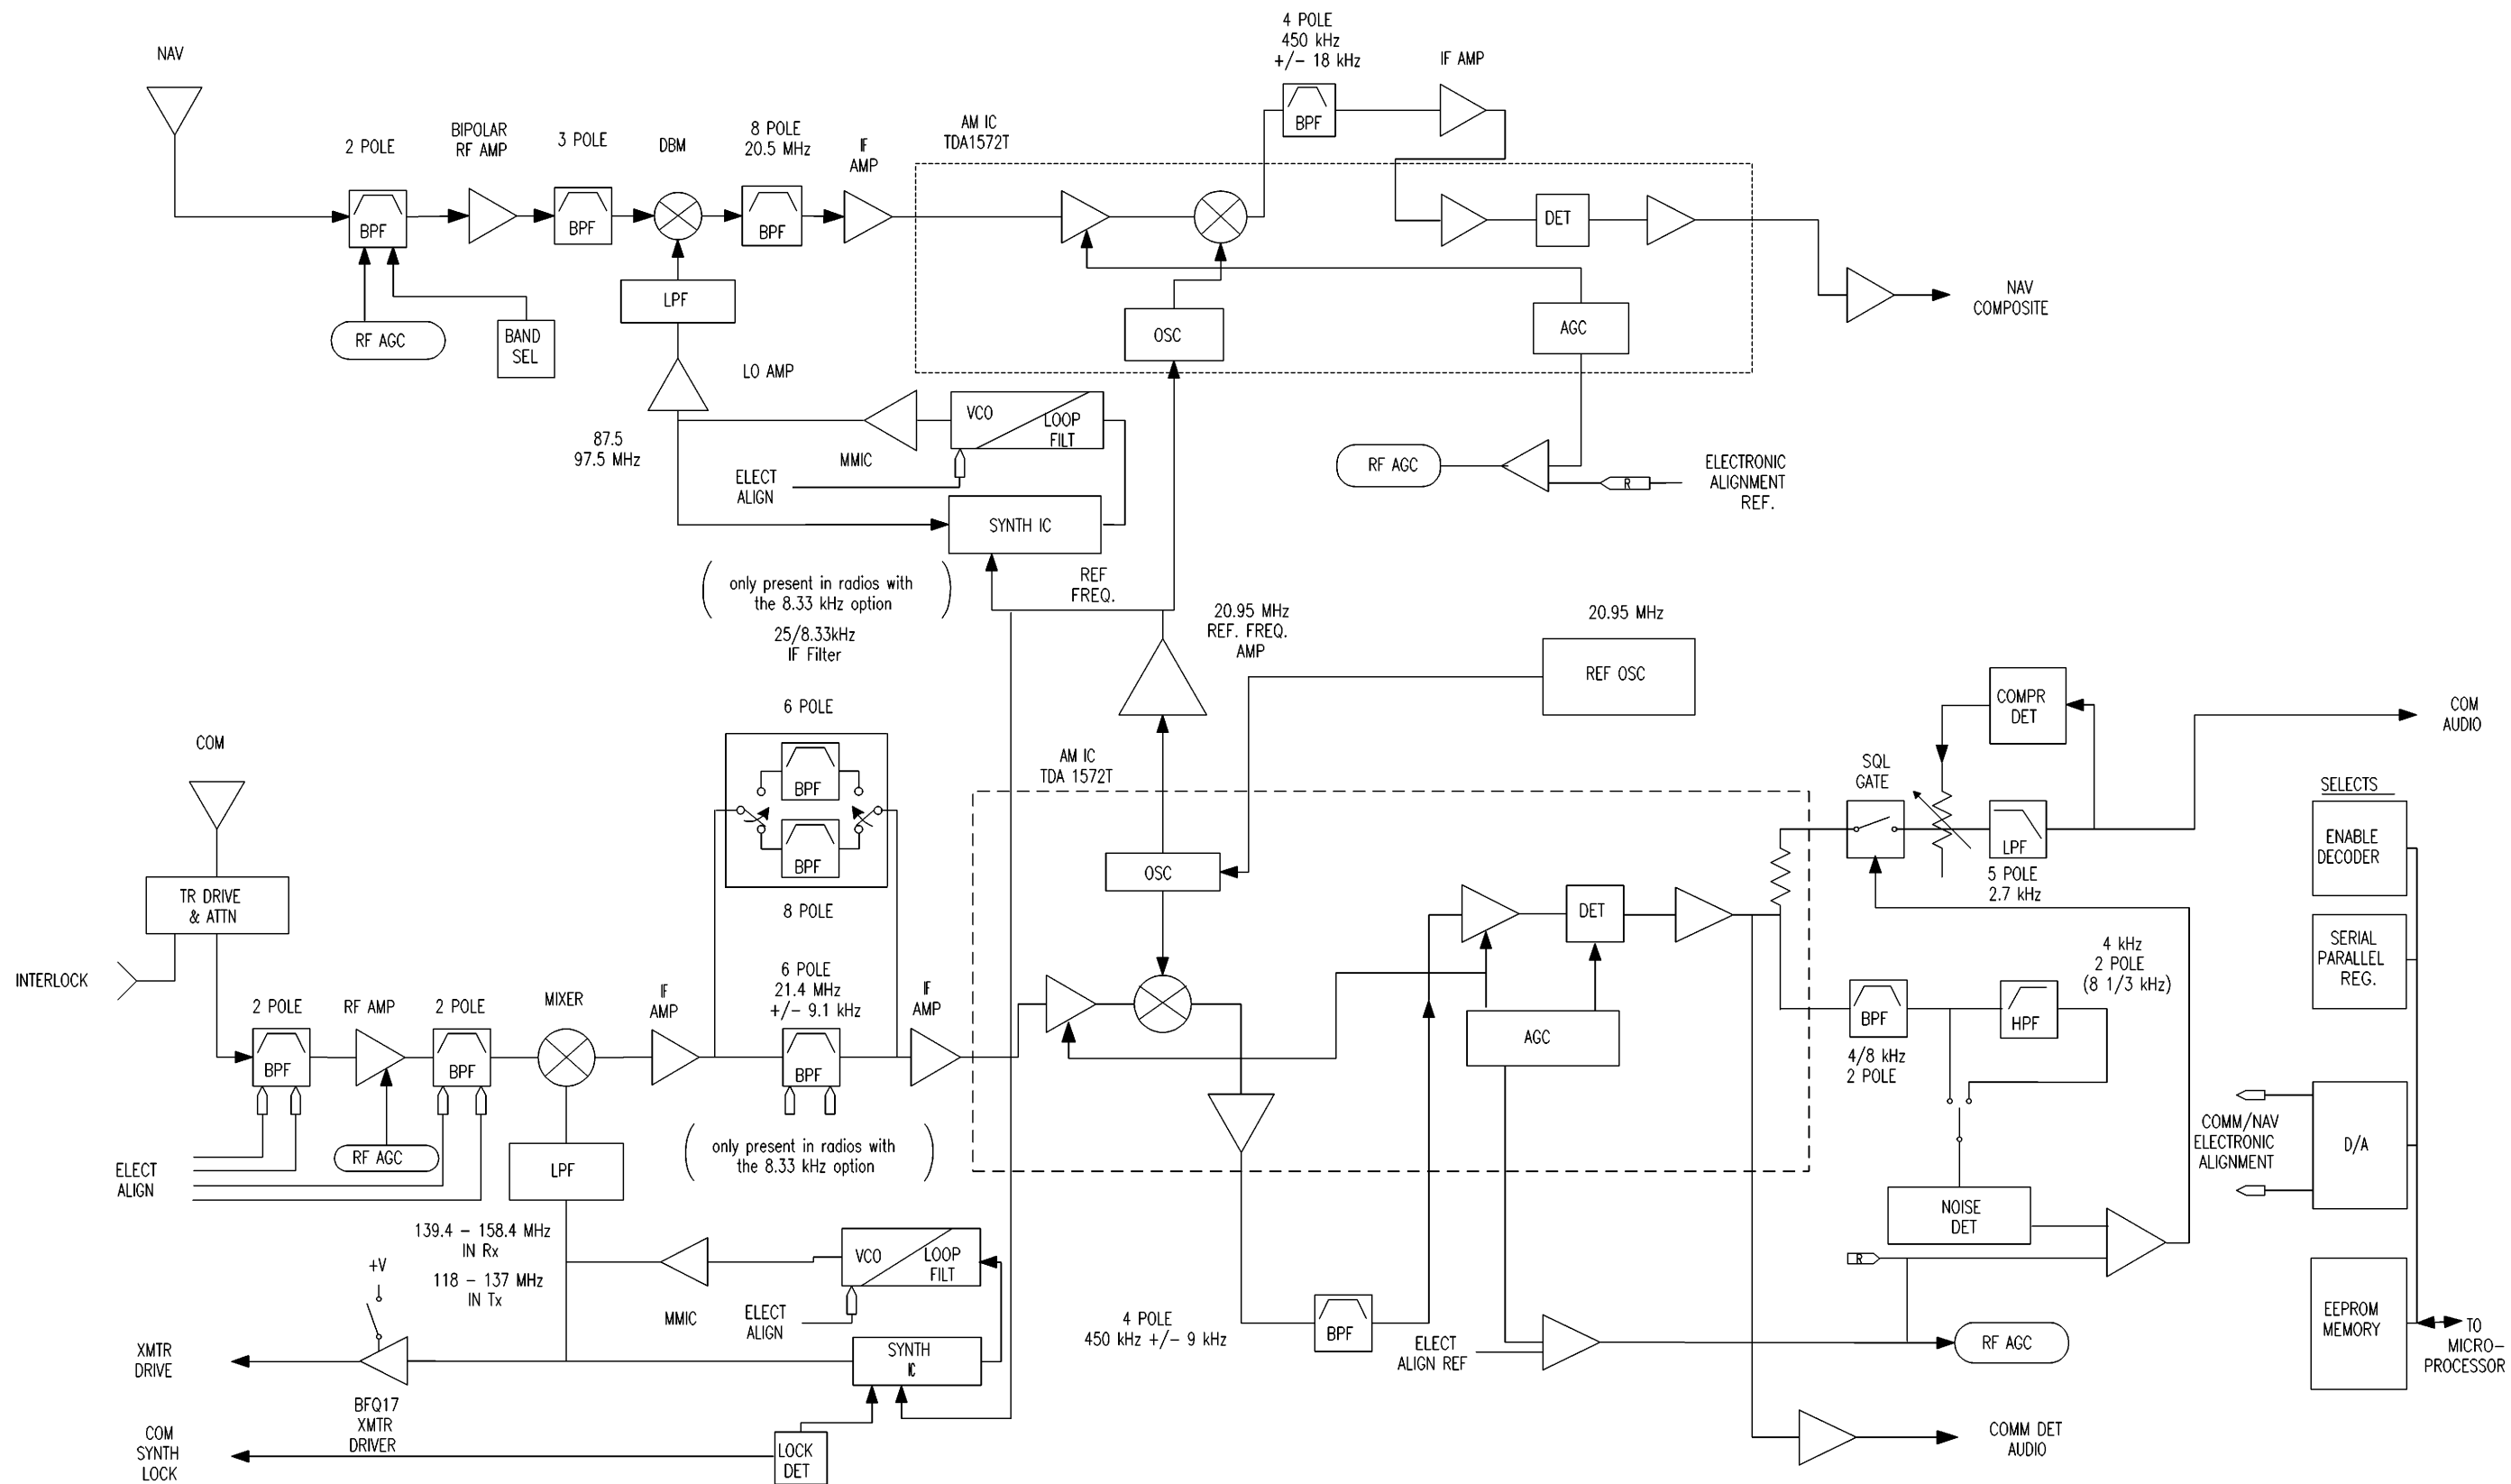 4 POLE
450 kHz
+/– 18 kHz
IF AMP
BPF
NAV
2 POLE
BIPOLAR
RF AMP
3 POLE
DBM
8 POLE
20.5 MHz
IF
AMP
AM IC
TDA1572T
BPF
BPF
BPF
DET
LPF
OSC
AGC
RF AGC
BAND
SEL
NAV
COMPOSITE
LO AMP
VCO
LOOP
FILT
87.5
97.5 MHz
MMIC
ELECT
ALIGN
SYNTH IC
RF AGC
R
ELECTRONIC
ALIGNMENT
REF.
only present in radios with
the 8.33 kHz option
25/8.33kHz
IF Filter
REF
FREQ.
20.95 MHz
REF. FREQ.
AMP
20.95 MHz
REF OSC
COM
6 POLE
BPF
BPF
8 POLE
AM IC
TDA 1572T
COMPR
DET
COM
AUDIO
SQL
GATE
LPF
5 POLE
2.7 kHz
SELECTS
ENABLE
DECODER
SERIAL
PARALLEL
REG.
TR DRIVE
& ATTN
INTERLOCK
2 POLE
RF AMP
2 POLE
MIXER
IF
AMP
6 POLE
21.4 MHz
+/– 9.1 kHz
IF
AMP
BPF
BPF
BPF
OSC
DET
AGC
BPF
4/8 kHz
2 POLE
HPF
4 kHz
2 POLE
(8 1/3 kHz)
RF AGC
ELECT
ALIGN
LPF
only present in radios with
the 8.33 kHz option
COMM/NAV
ELECTRONIC
ALIGNMENT
D/A
NOISE
DET
R
139.4 – 158.4 MHz
IN Rx
118 – 137 MHz
IN Tx
+V
VCO
LOOP
FILT
MMIC
ELECT
ALIGN
4 POLE
450 kHz +/– 9 kHz
BPF
ELECT
ALIGN REF
RF AGC
EEPROM
MEMORY
TO
MICRO–
PROCESSOR
XMTR
DRIVE
SYNTH
IC
BFQ17
XMTR
DRIVER
COM
SYNTH
LOCK
LOCK
DET
COMM DET
AUDIO